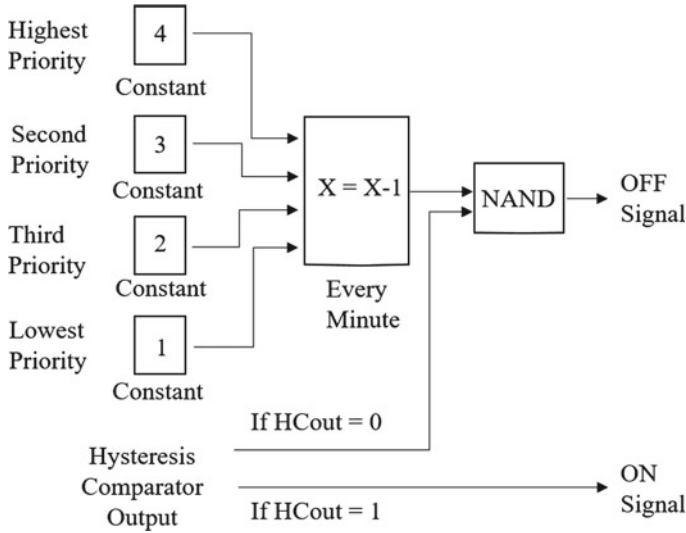 Highest
Priority
4
Constant
Second
Priority
3
Constant
Third
Priority
2
Constant
Lowest
Priority
1
Constant
X = X-1
Every
Minute
NAND
OFF
Signal
If HCout = 0
Hysteresis
Comparator
Output
If HCout = 1
ON
Signal